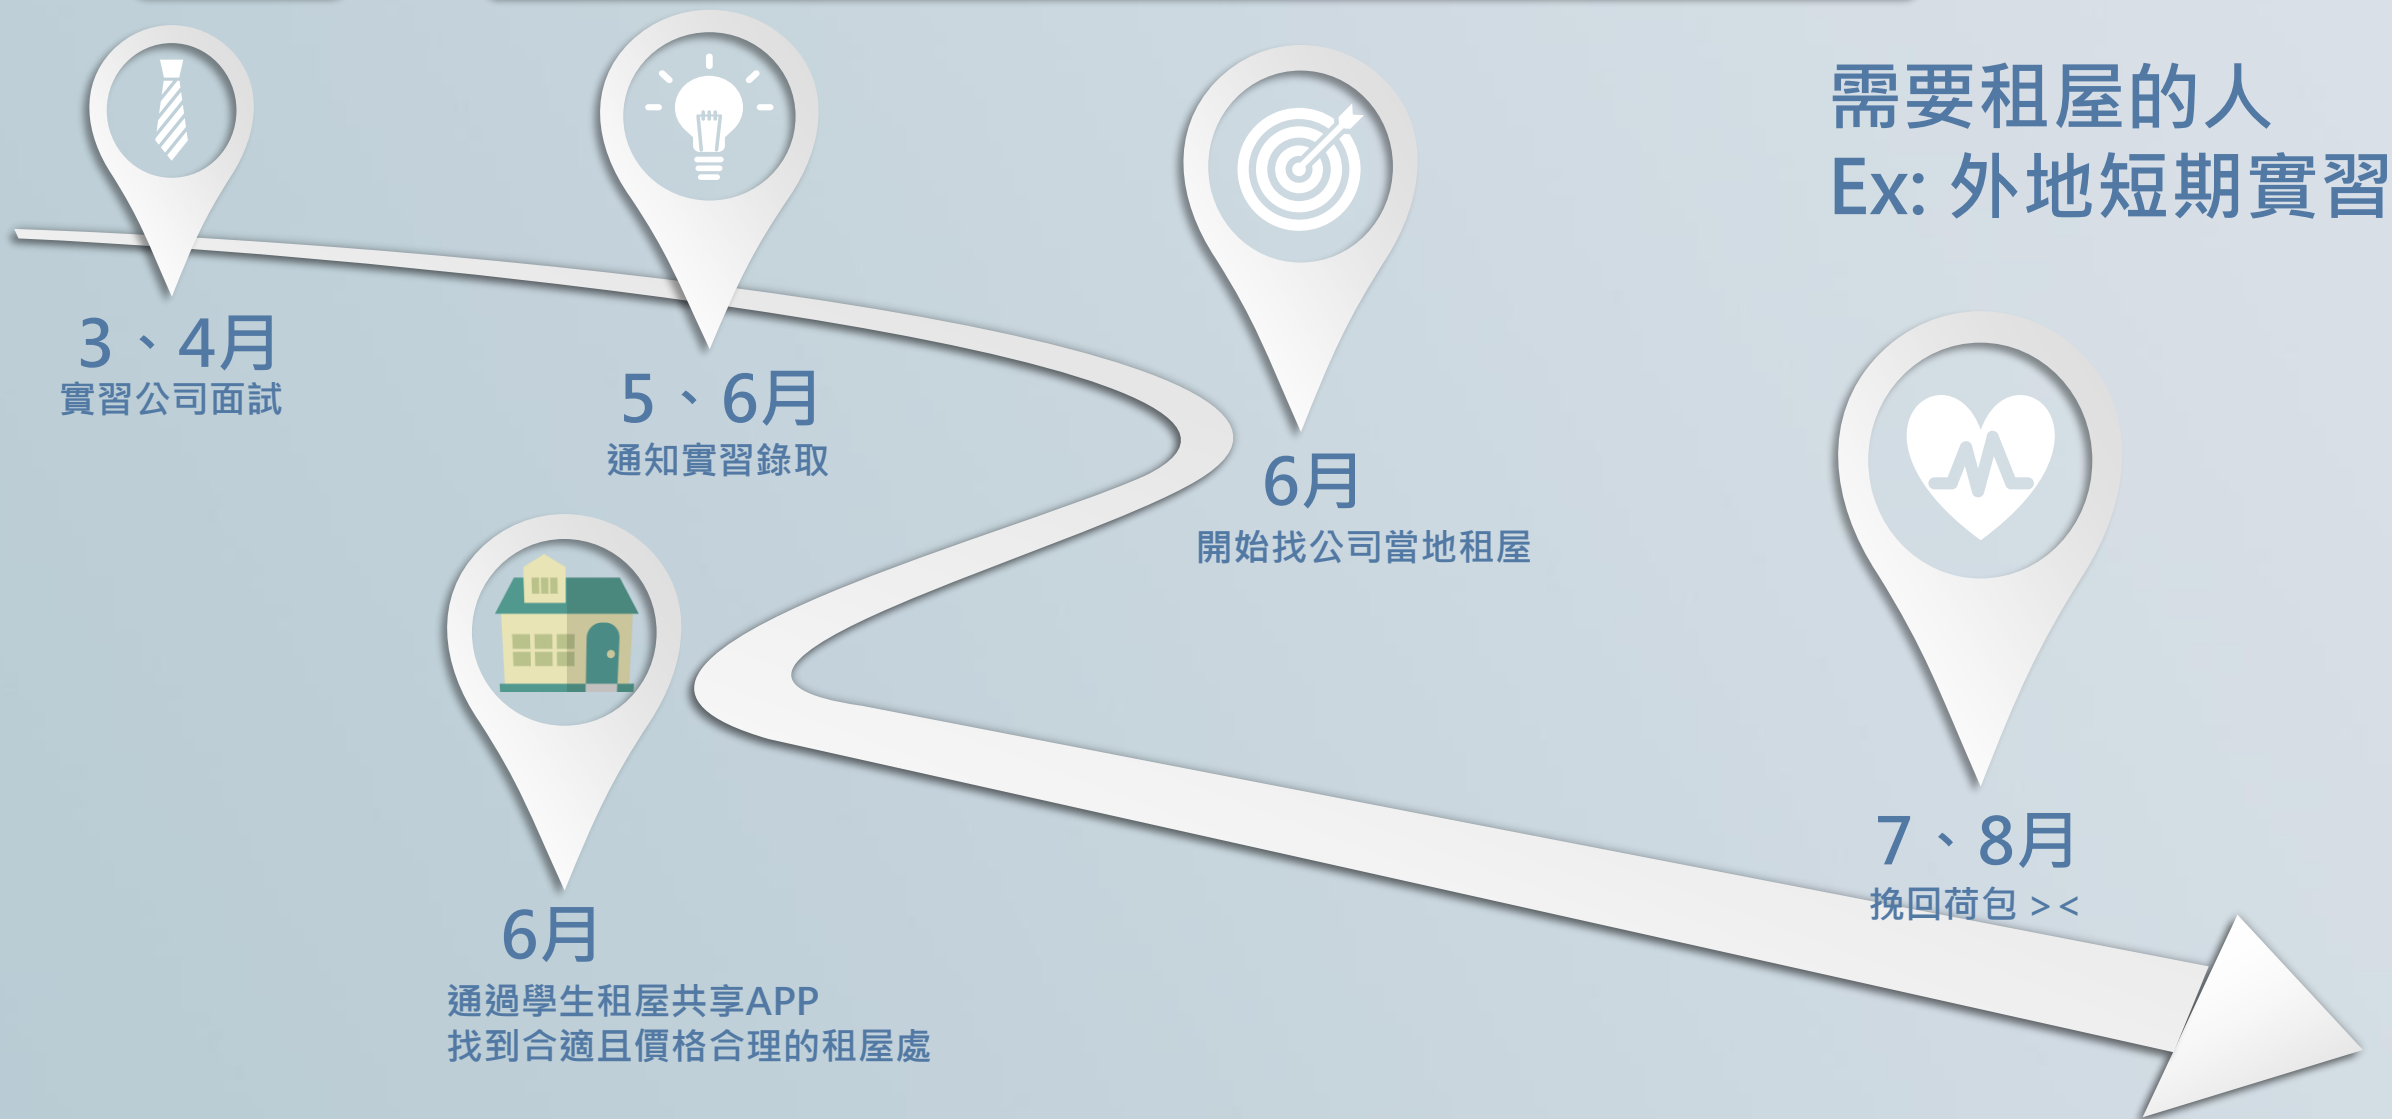 需要租屋的人
Ex: 外地短期實習
3、4月
實習公司面試
5、6月
通知實習錄取
6月
開始找公司當地租屋
6月
通過學生租屋共享APP
找到合適且價格合理的租屋處
7、8月
挽回荷包 > <